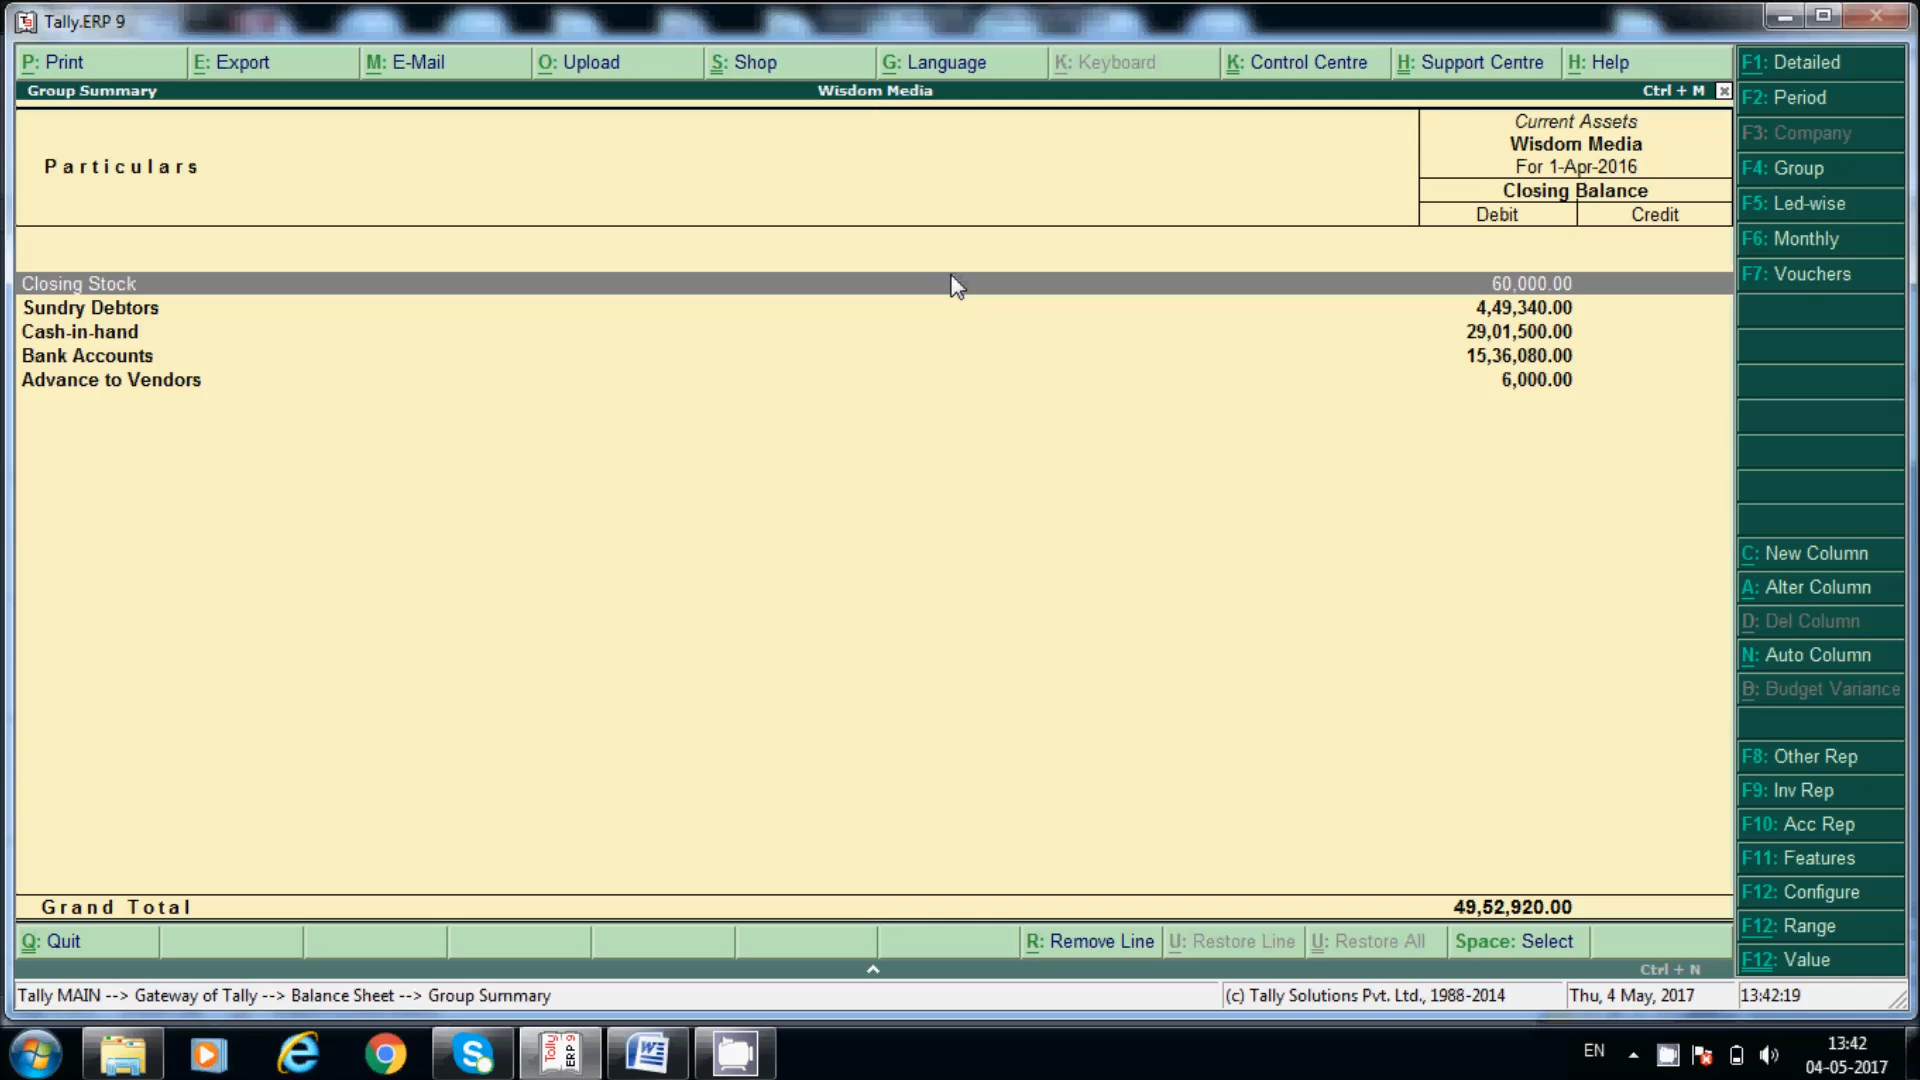 Tally.ERP 9
P: Print E: Export M: E-Mail O: Upload S: Shop G: Language K: Keyboard K: Control Centre H: Support Centre H: Help
Group Summary Wisdom Media Ctrl + M
Particulars
Current Assets
Wisdom Media
For 1-Apr-2016
Closing Balance
Debit Credit
Closing Stock 60,000.00
Sundry Debtors 4,49,340.00
Cash-in-hand 29,01,500.00
Bank Accounts 15,36,080.00
Advance to Vendors 6,000.00
Grand Total 49,52,920.00
Q: Quit R: Remove Line U: Restore Line U: Restore All Space: Select
Ctrl + N
Tally MAIN --> Gateway of Tally --> Balance Sheet --> Group Summary (c) Tally Solutions Pvt. Ltd., 1988-2014 Thu, 4 May, 2017 13:42:19
F1: Detailed
F2: Period
F3: Company
F4: Group
F5: Led-wise
F6: Monthly
F7: Vouchers
C: New Column
A: Alter Column
D: Del Column
N: Auto Column
B: Budget Variance
F8: Other Rep
F9: Inv Rep
F10: Acc Rep
F11: Features
F12: Configure
F12: Range
F12: Value
Tally
ERP 9
EN
13:42
04-05-2017